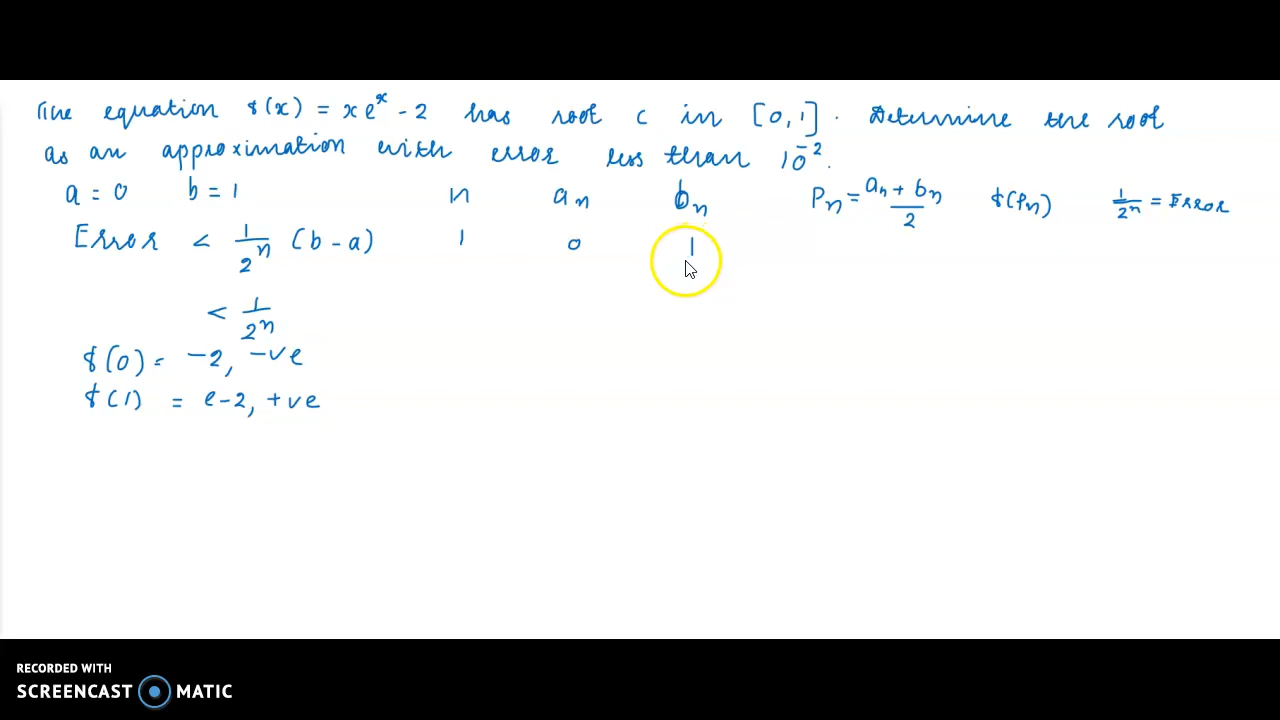 The equation f(x) = x e^x - 2 has root c in [0,1]. Determine the root
as an approximation with error less than 10^-2.
a = 0 b = 1 n a_n b_n P_n = (a_n + b_n)/2 f(P_n) 1/2^n = Error
Error < 1/2^n (b - a) 1 0 1
< 1/2^n
f(0) = -2, -ve
f(1) = e-2, +ve
RECORDED WITH
SCREENCAST MATIC